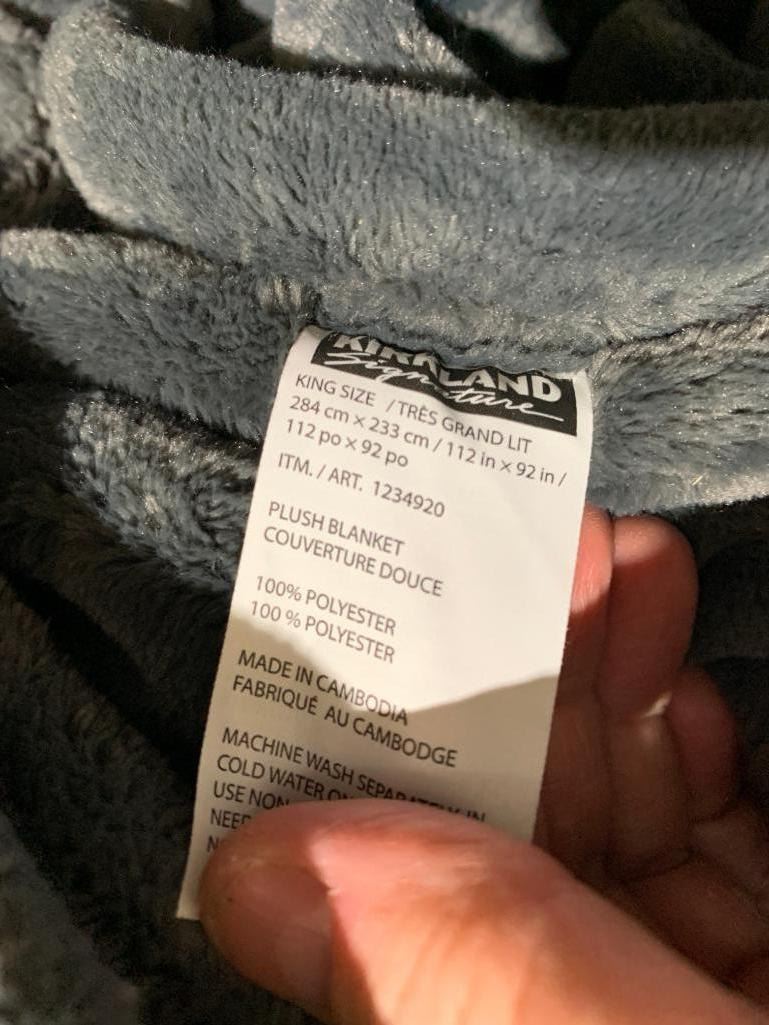 KIRKLAND
Signature
KING SIZE / TRÈS GRAND LIT
284 cm × 233 cm / 112 in × 92 in /
112 po × 92 po
ITM. / ART. 1234920
PLUSH BLANKET
COUVERTURE DOUCE
100% POLYESTER
100 % POLYESTER
MADE IN CAMBODIA
FABRIQUÉ AU CAMBODGE
MACHINE WASH SEPARATELY IN
COLD WATER
USE NON